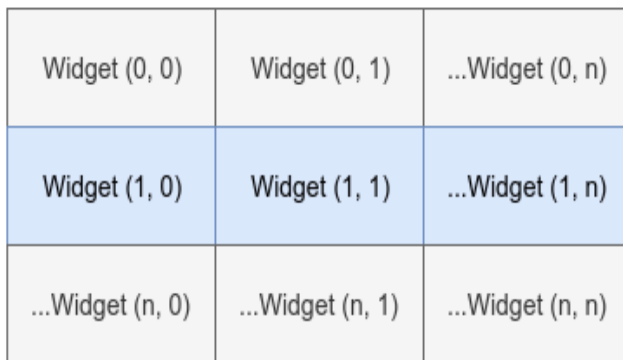 Widget (0, 0) Widget (0, 1) ...Widget (0, n)
Widget (1, 0) Widget (1, 1) ...Widget (1, n)
...Widget (n, 0) ...Widget (n, 1) ...Widget (n, n)